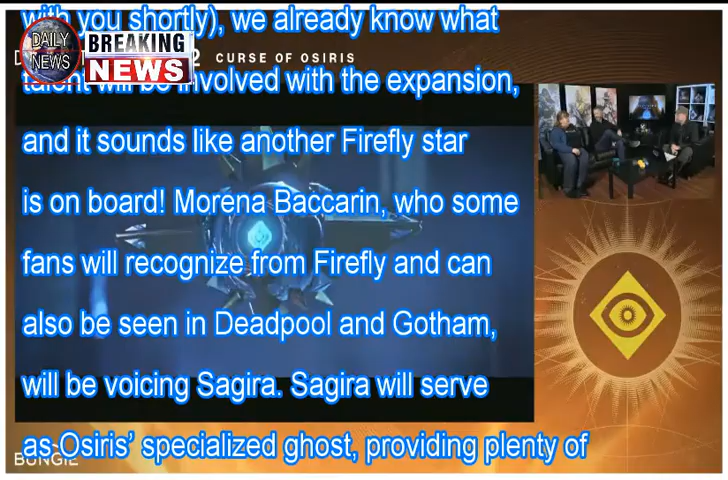 with you shortly), we already know what
DAILY NEWS
BREAKING NEWS
2 CURSE OF OSIRIS
talent will be involved with the expansion,
and it sounds like another Firefly star
is on board! Morena Baccarin, who some
fans will recognize from Firefly and can
also be seen in Deadpool and Gotham,
will be voicing Sagira. Sagira will serve
as Osiris’ specialized ghost, providing plenty of
BUNGIE